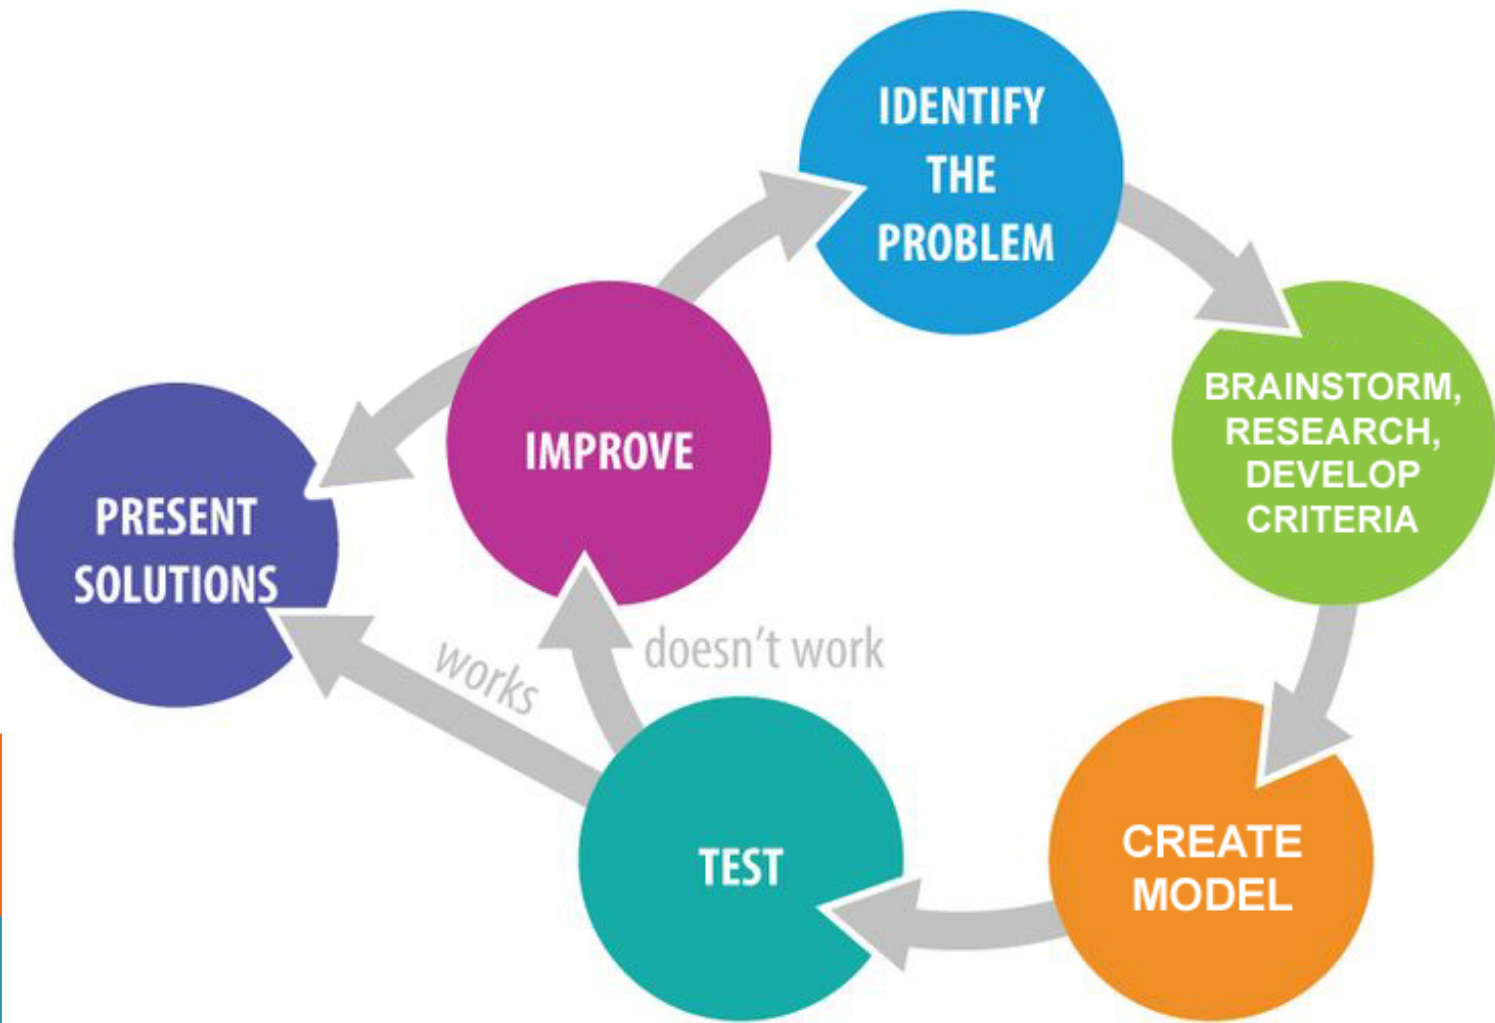 IDENTIFY
THE
PROBLEM
BRAINSTORM,
RESEARCH,
DEVELOP
CRITERIA
CREATE
MODEL
TEST
doesn't work
works
IMPROVE
PRESENT
SOLUTIONS